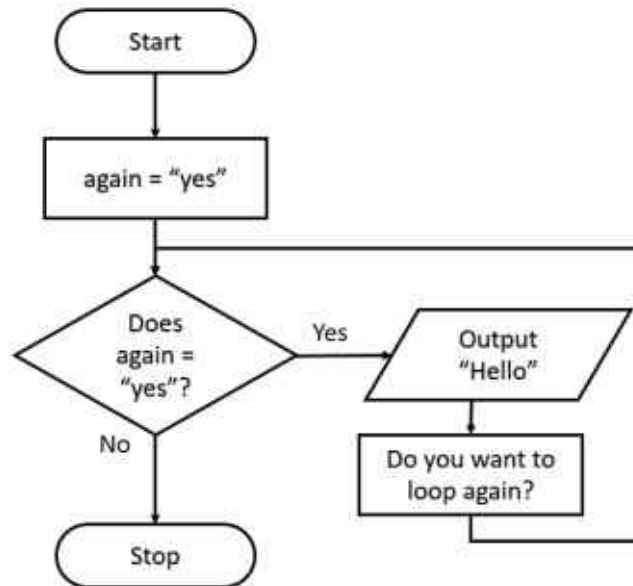 Start
again = “yes”
Does
again =
“yes”?
Yes
Output
“Hello”
No
Do you want to
loop again?
Stop